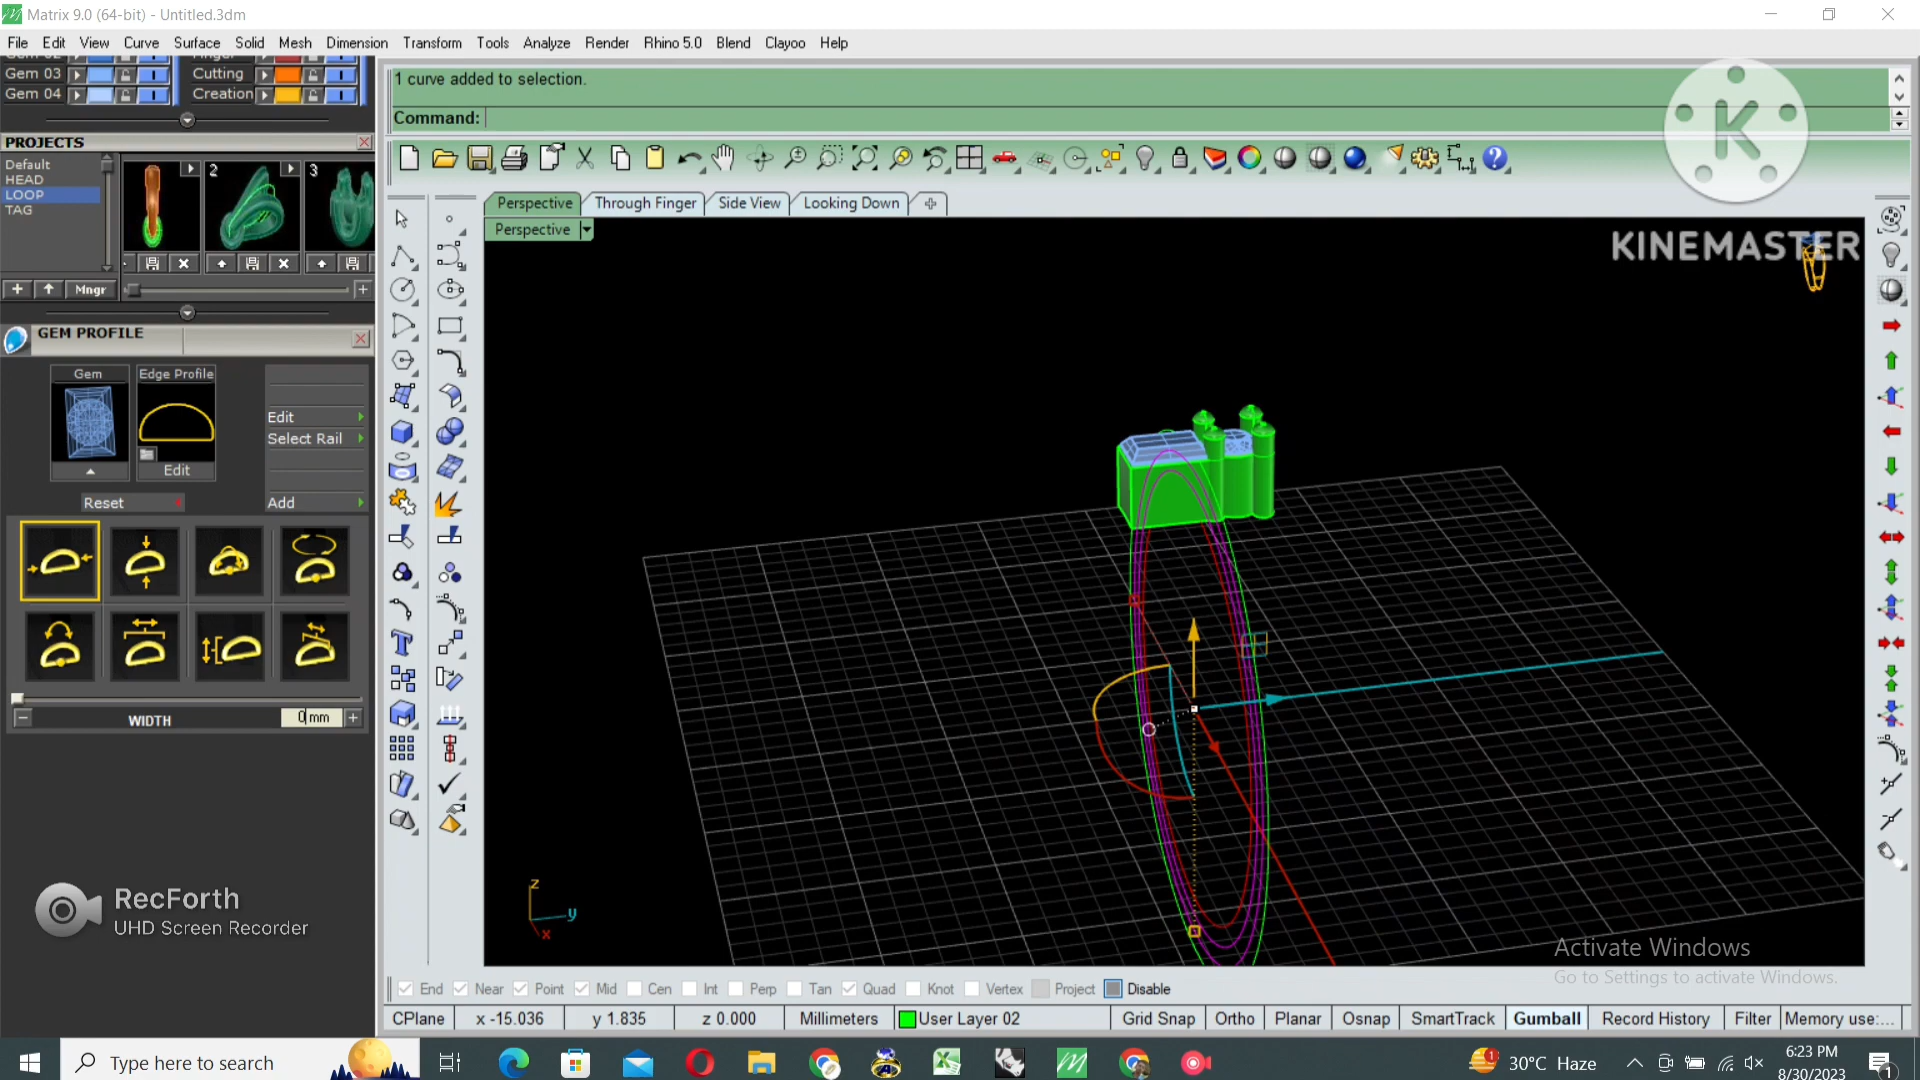 Matrix 9.0 (64-bit) - Untitled.3dm
File Edit View Curve Surface Solid Mesh Dimension Transform Tools Analyze Render Rhino 5.0 Blend Clayoo Help
Gem 03
Cutting
Gem 04
Creation
1 curve added to selection.
Command:
K
KINEMASTER
PROJECTS
Default
HEAD
LOOP
TAG
2
3
Mngr
Perspective
Through Finger
Side View
Looking Down
Perspective
GEM PROFILE
Gem
Edge Profile
Edit
Select Rail
Edit
Reset
Add
WIDTH
0 mm
RecForth
UHD Screen Recorder
z
y
x
Activate Windows
Go to Settings to activate Windows.
End Near Point Mid Cen Int Perp Tan Quad Knot Vertex Project Disable
CPlane x -15.036 y 1.835 z 0.000 Millimeters User Layer 02 Grid Snap Ortho Planar Osnap SmartTrack Gumball Record History Filter Memory use:...
Type here to search
1
30°C Haze
6:23 PM
8/30/2023
1